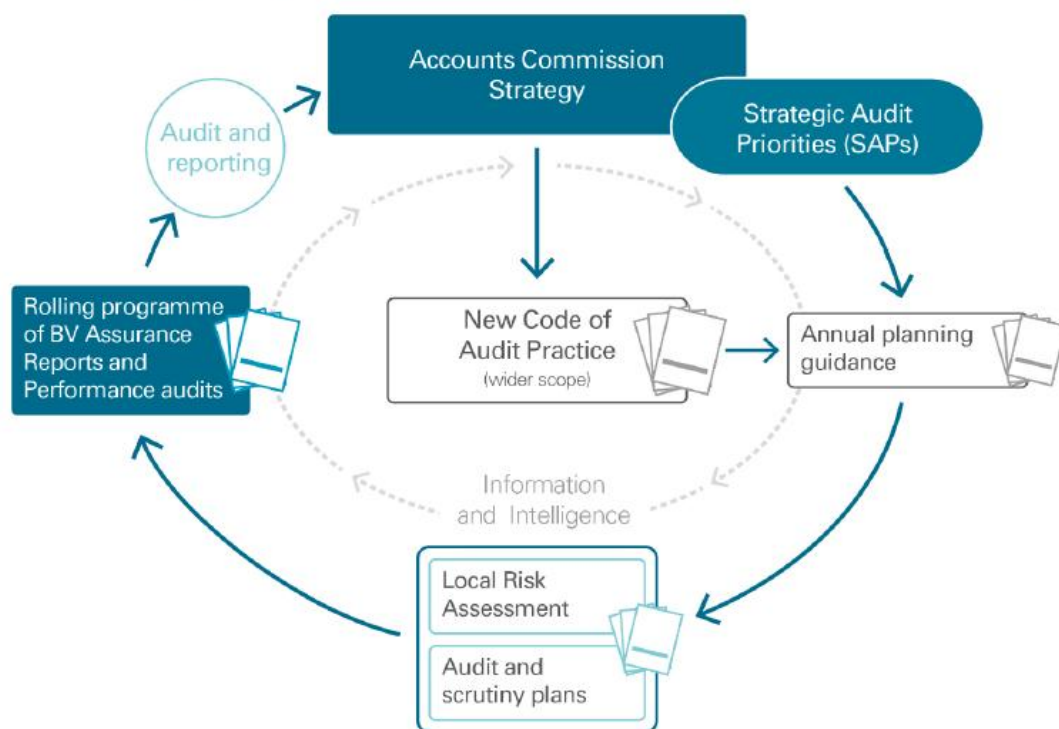 Accounts Commission
Strategy
Strategic Audit
Priorities (SAPs)
Audit and
reporting
Rolling programme
of BV Assurance
Reports and
Performance audits
New Code of
Audit Practice
(wider scope)
Annual planning
guidance
Information
and Intelligence
Local Risk
Assessment
Audit and
scrutiny plans